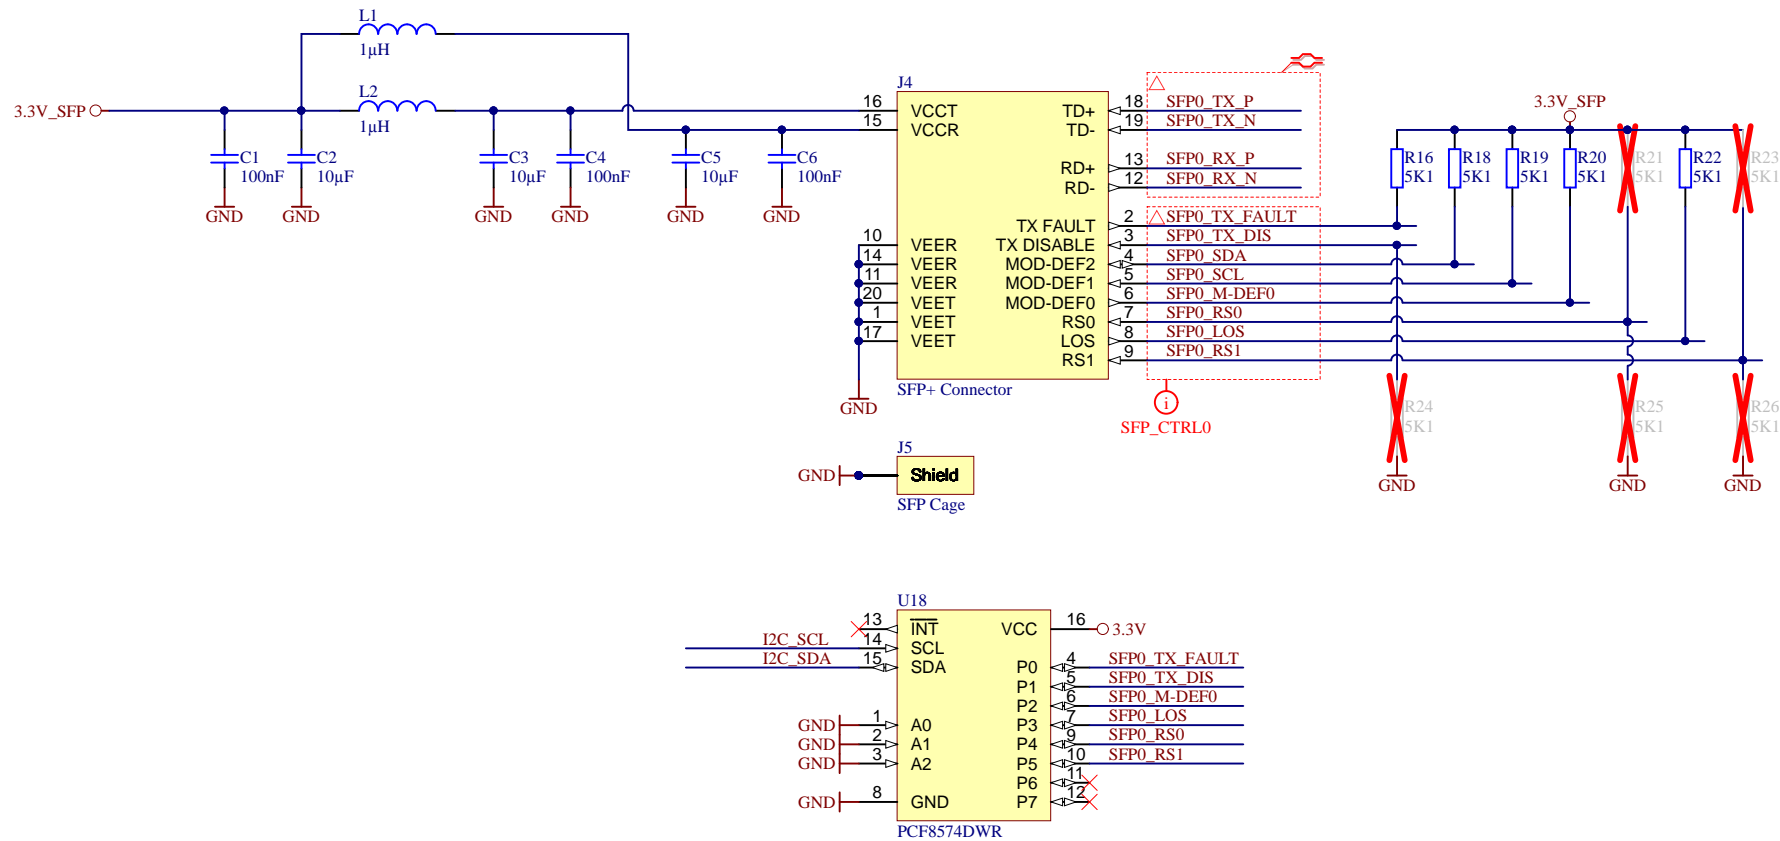 L1
1µH
L2
1µH
3.3V_SFP
C1
100nF
C2
10µF
C3
10µF
C4
100nF
C5
10µF
C6
100nF
GND
GND
GND
GND
GND
GND
J4
16 VCCT
15 VCCR
10 VEER
14 VEER
11 VEER
20 VEET
1 VEET
17 VEET
GND
TD+ 18 SFP0_TX_P
TD- 19 SFP0_TX_N
RD+ 13 SFP0_RX_P
RD- 12 SFP0_RX_N
TX FAULT 2 SFP0_TX_FAULT
TX DISABLE 3 SFP0_TX_DIS
MOD-DEF2 4 SFP0_SDA
MOD-DEF1 5 SFP0_SCL
MOD-DEF0 6 SFP0_M-DEF0
RS0 7 SFP0_RS0
LOS 8 SFP0_LOS
RS1 9 SFP0_RS1
SFP+ Connector
i
SFP_CTRL0
3.3V_SFP
R16
5K1
R18
5K1
R19
5K1
R20
5K1
R21
5K1
R22
5K1
R23
5K1
R24
5K1
R25
5K1
R26
5K1
GND
GND
GND
J5
GND
Shield
SFP Cage
U18
13 INT
I2C_SCL 14 SCL
I2C_SDA 15 SDA
GND 1 A0
GND 2 A1
GND 3 A2
GND 8 GND
VCC 16 3.3V
P0 4 SFP0_TX_FAULT
P1 5 SFP0_TX_DIS
P2 6 SFP0_M-DEF0
P3 7 SFP0_LOS
P4 9 SFP0_RS0
P5 10 SFP0_RS1
P6 11
P7 12
PCF8574DWR